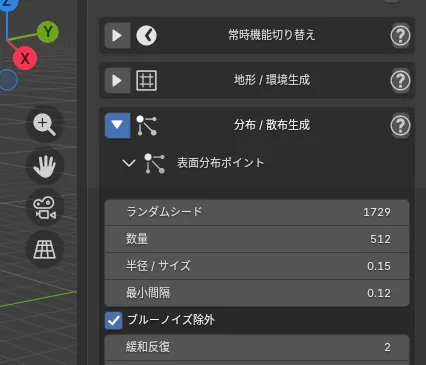 Z
Y
X
常時機能切り替え ?
地形 / 環境生成 ?
分布 / 散布生成 ?
表面分布ポイント
ランダムシード 1729
数量 512
半径 / サイズ 0.15
最小間隔 0.12
ブルーノイズ除外
緩和反復 2